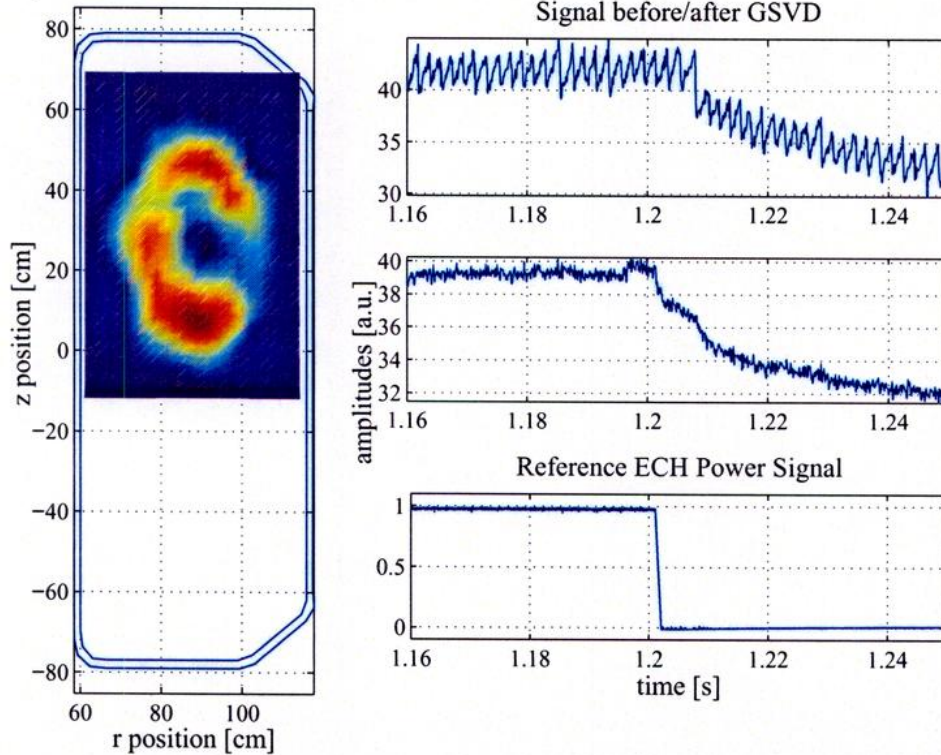 80
60
40
20
0
−20
−40
−60
−80
60 80 100
z position [cm]
r position [cm]
Signal before/after GSVD
40
35
30
1.16 1.18 1.2 1.22 1.24
40
38
36
34
32
1.16 1.18 1.2 1.22 1.24
amplitudes [a.u.]
Reference ECH Power Signal
1
0.5
0
1.16 1.18 1.2 1.22 1.24
time [s]